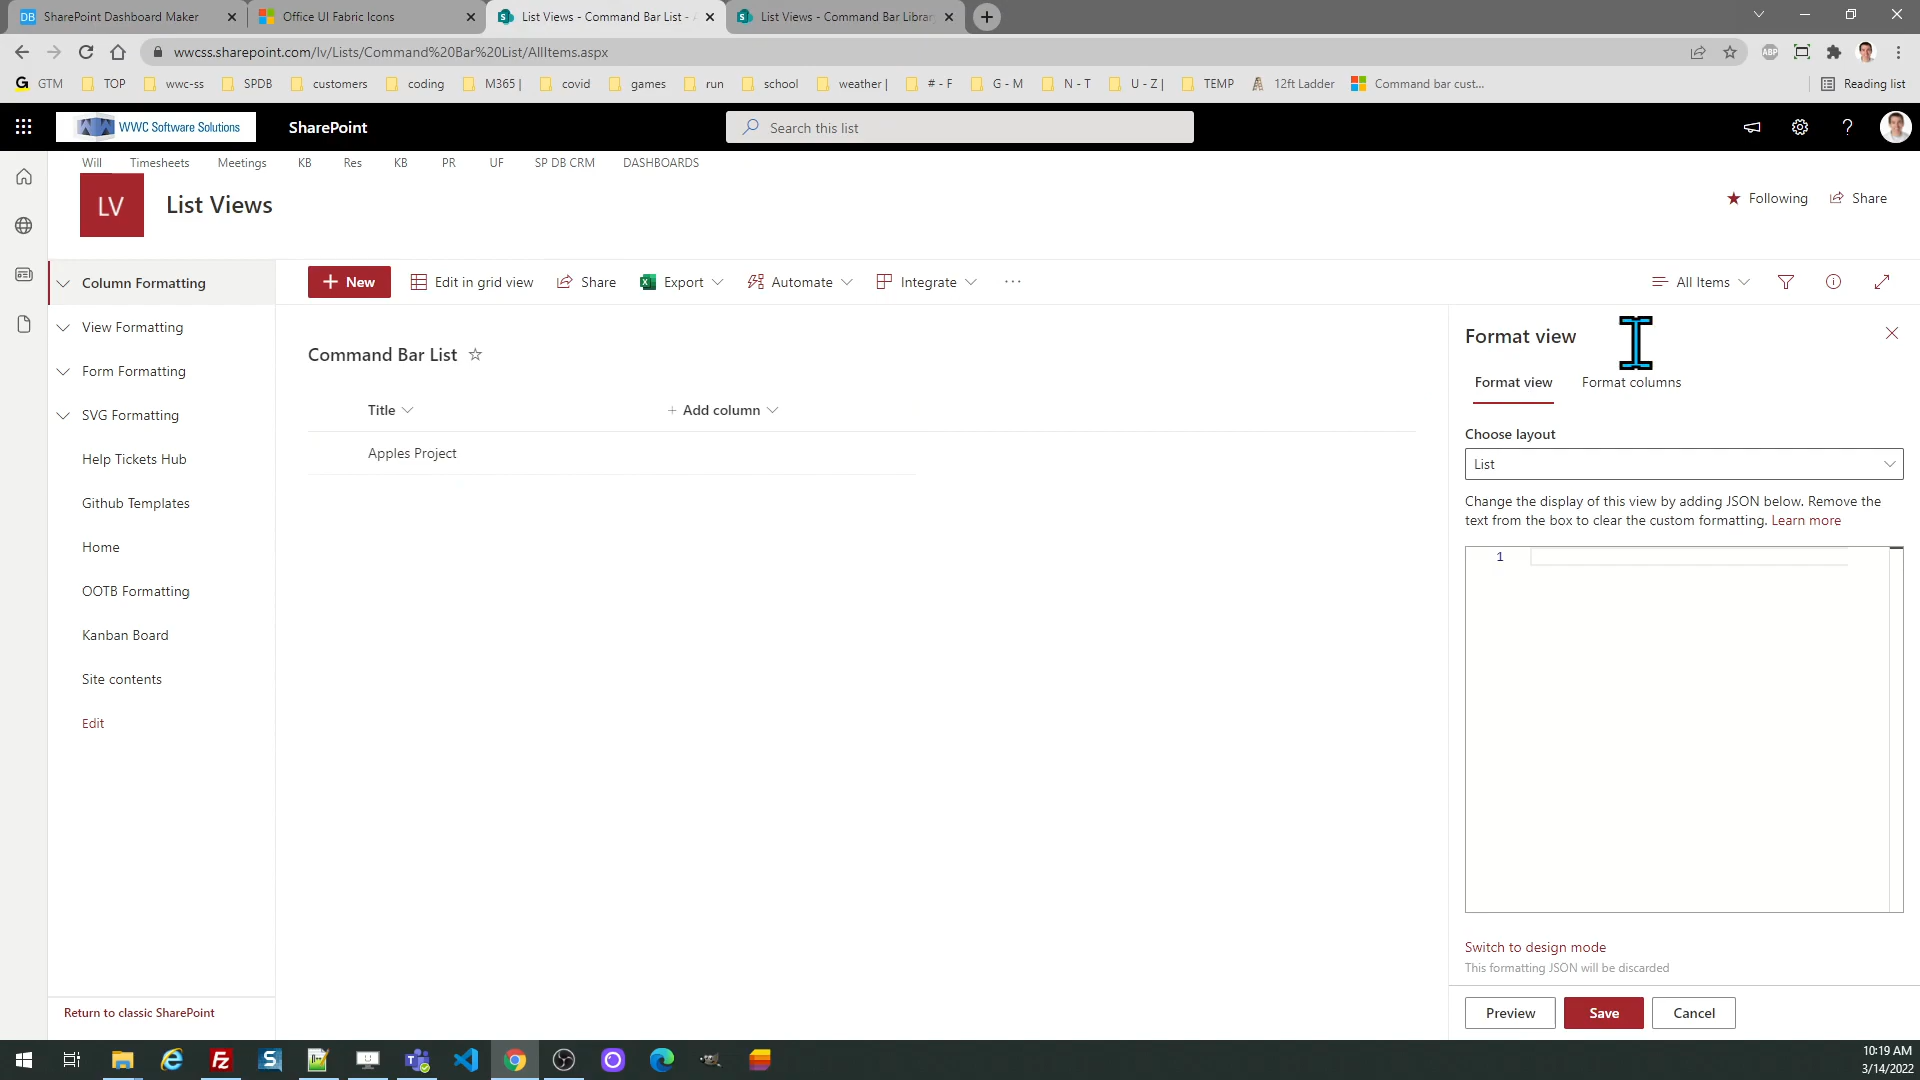 DB SharePoint Dashboard Maker
Office UI Fabric Icons
List Views - Command Bar List -
List Views - Command Bar Librar
wwcss.sharepoint.com/lv/Lists/Command%20Bar%20List/AllItems.aspx
ABP
G GTM TOP wwc-ss SPDB customers coding M365 | covid games run school weather | # - F G - M N - T U - Z | TEMP 12ft Ladder Command bar cust... Reading list
WWC Software Solutions SharePoint Search this list ?
Will Timesheets Meetings KB Res KB PR UF SP DB CRM DASHBOARDS
LV List Views
Following Share
Column Formatting
View Formatting
Form Formatting
SVG Formatting
Help Tickets Hub
Github Templates
Home
OOTB Formatting
Kanban Board
Site contents
Edit
Return to classic SharePoint
+ New Edit in grid view Share Export Automate Integrate ... All Items
Command Bar List
Title + Add column
Apples Project
Format view
Format view Format columns
Choose layout
List
Change the display of this view by adding JSON below. Remove the
text from the box to clear the custom formatting. Learn more
1
Switch to design mode
This formatting JSON will be discarded
Preview Save Cancel
10:19 AM
3/14/2022